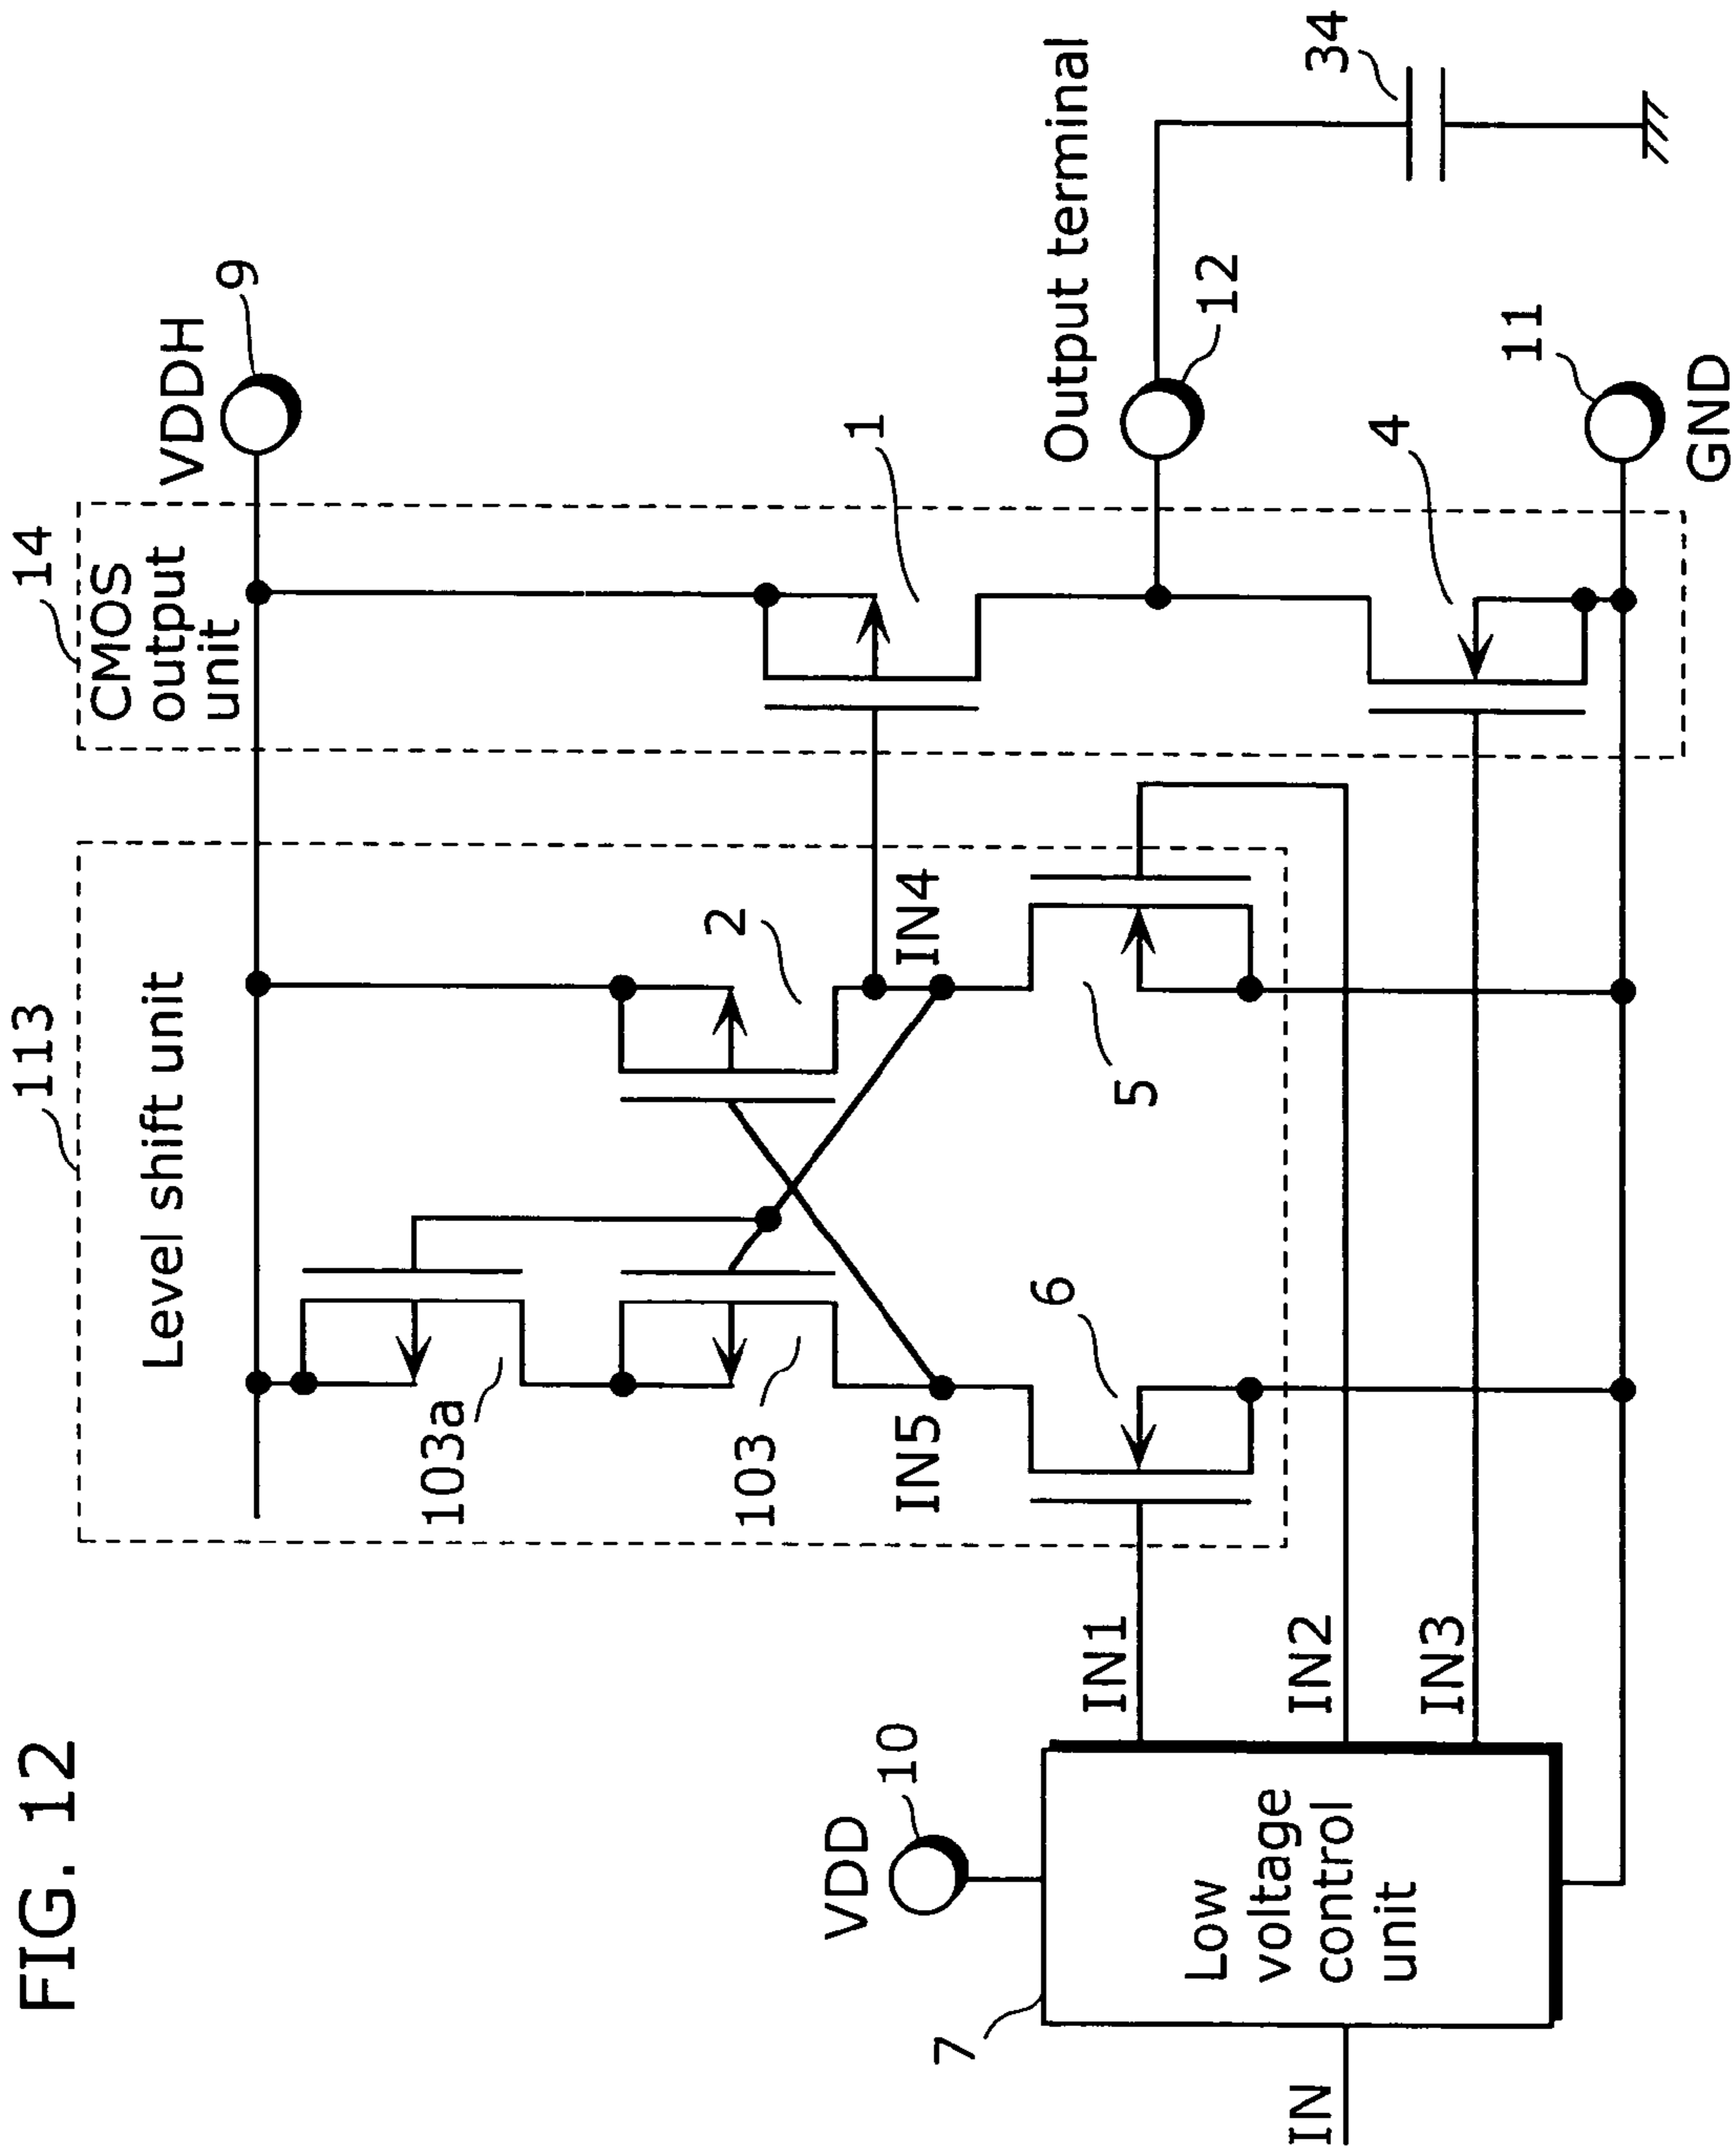 FIG. 12
113
14
Level shift unit
CMOS
output
unit
VDDH
9
103a
103
2
1
IN5
IN4
Output terminal
12
34
6
5
4
11
GND
VDD
10
7
Low
voltage
control
unit
IN
IN1
IN2
IN3